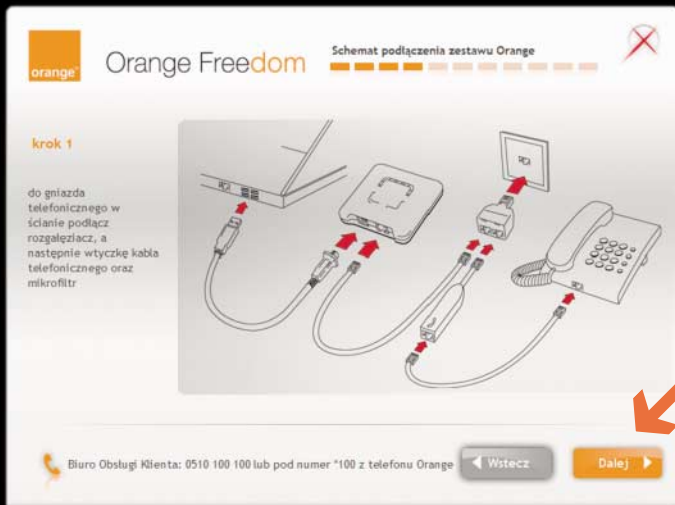 orange™
Orange Freedom
Schemat podłączenia zestawu Orange
krok 1
do gniazda
telefonicznego w
ścianie podłącz
rozgałęziacz, a
następnie wtyczkę kabla
telefonicznego oraz
mikrofiltr
Biuro Obsługi Klienta: 0510 100 100 lub pod numer *100 z telefonu Orange
Wstecz
Dalej